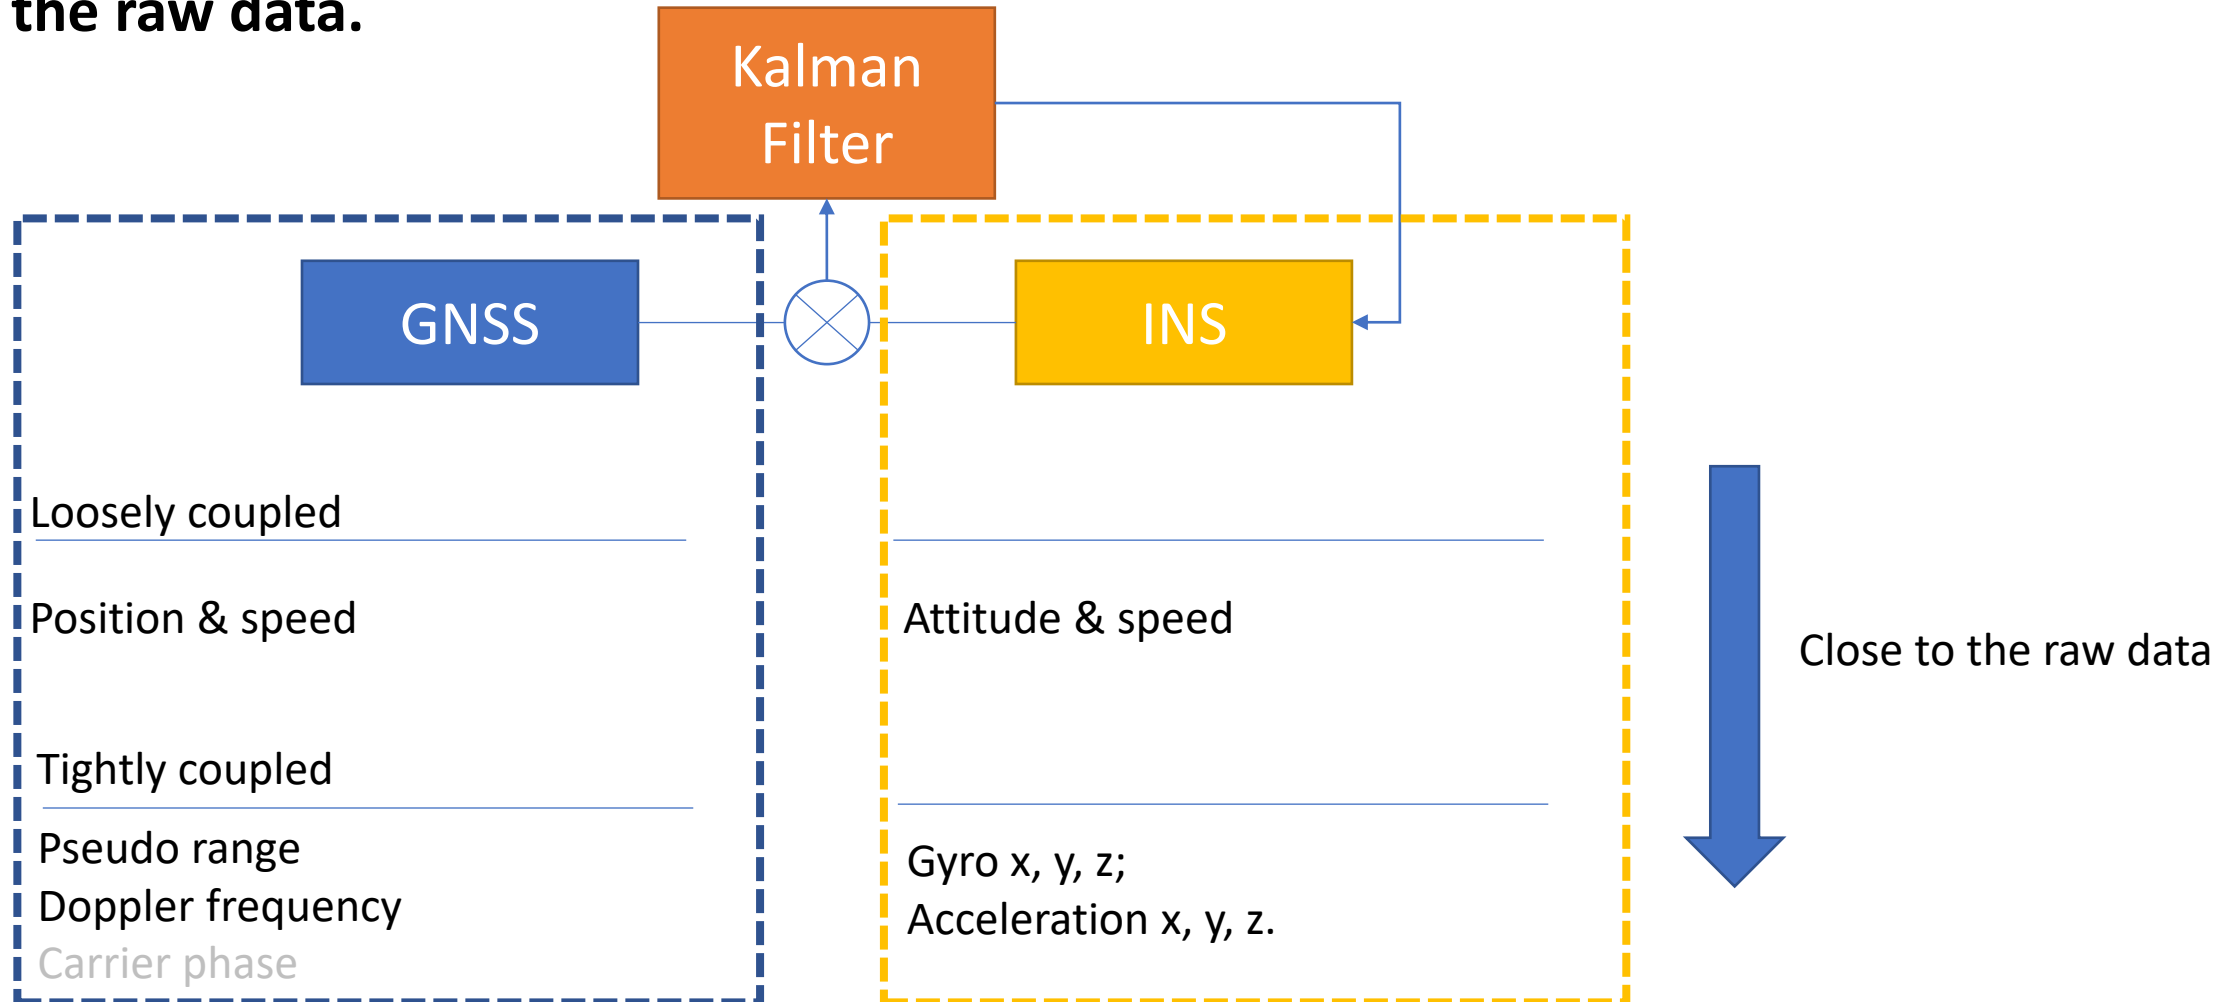 the raw data.
Kalman
Filter
GNSS
INS
Loosely coupled
Position & speed
Attitude & speed
Close to the raw data
Tightly coupled
Pseudo range
Doppler frequency
Carrier phase
Gyro x, y, z;
Acceleration x, y, z.